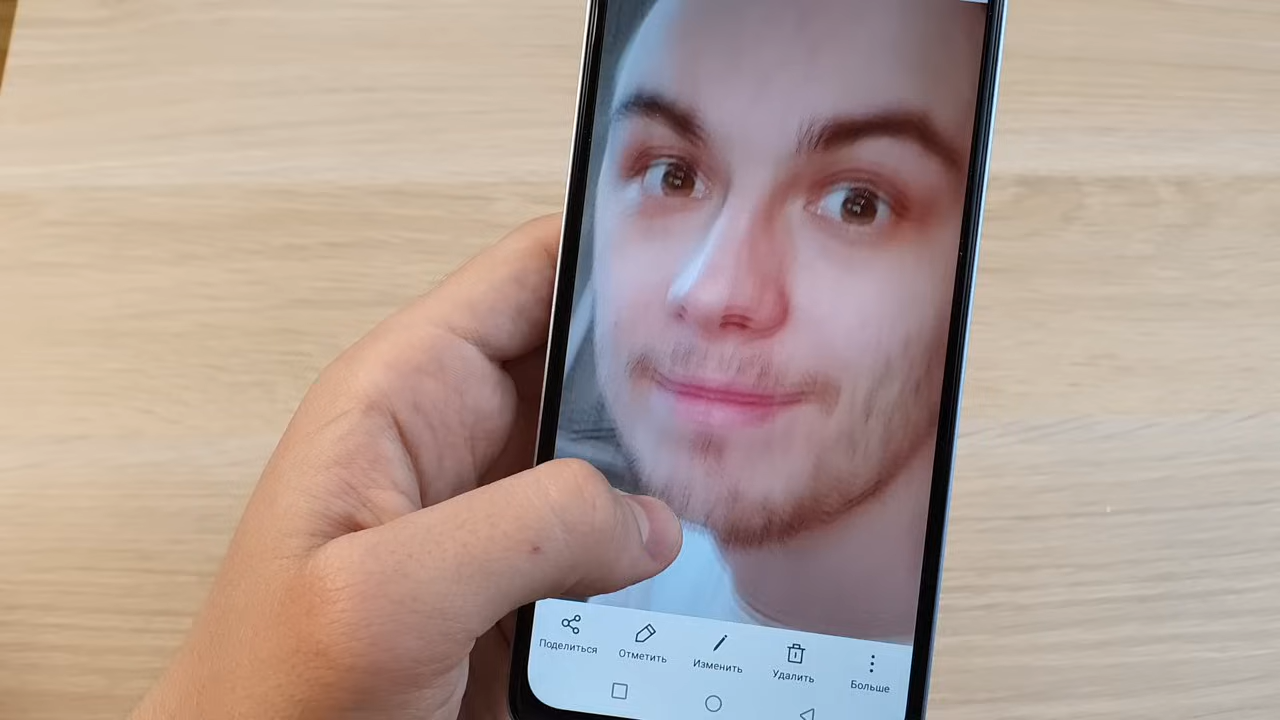 Поделиться
Отметить
Изменить
Удалить
Больше